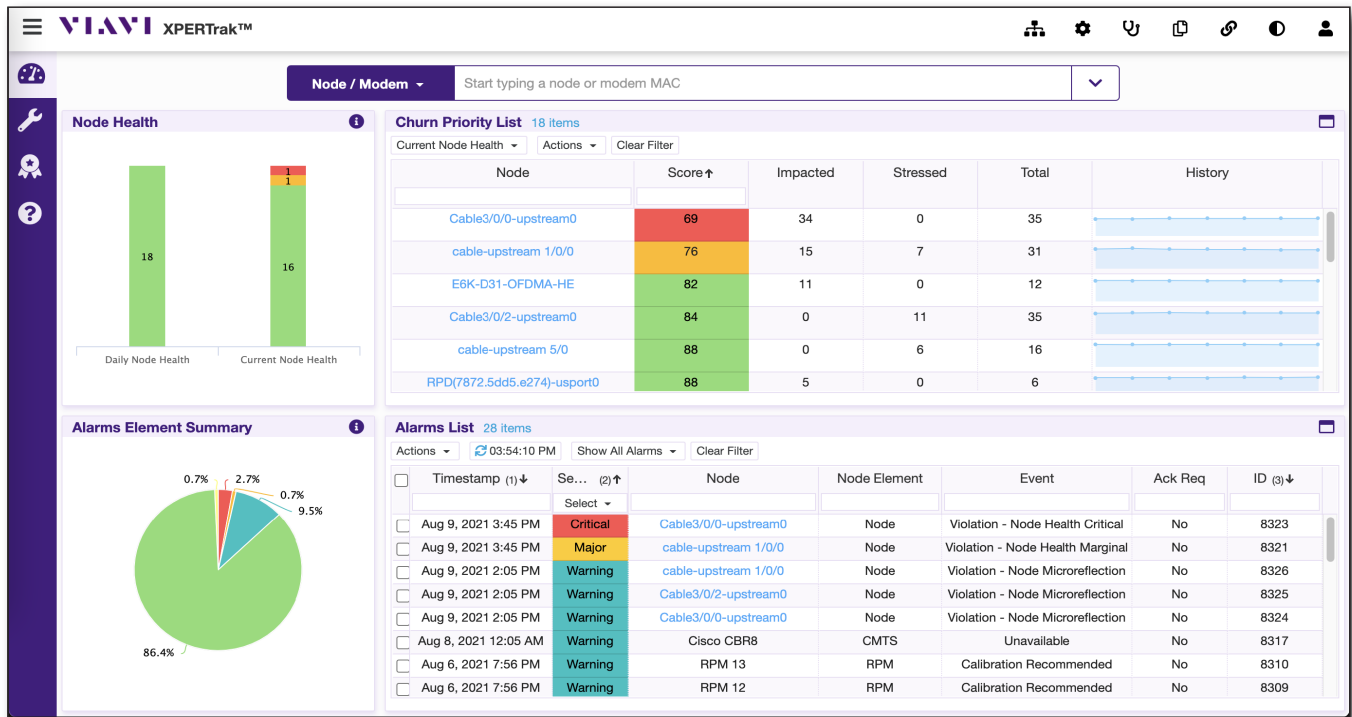 VIAVI XPERTrak™
Node / Modem Start typing a node or modem MAC
Node Health
18
1
1
16
Daily Node Health Current Node Health
Churn Priority List 18 items
Current Node Health Actions Clear Filter
Node Score Impacted Stressed Total History
Cable3/0/0-upstream0 69 34 0 35
cable-upstream 1/0/0 76 15 7 31
E6K-D31-OFDMA-HE 82 11 0 12
Cable3/0/2-upstream0 84 0 11 35
cable-upstream 5/0 88 0 6 16
RPD(7872.5dd5.e274)-usport0 88 5 0 6
Alarms Element Summary
0.7% 2.7%
0.7%
9.5%
86.4%
Alarms List 28 items
Actions 03:54:10 PM Show All Alarms Clear Filter
Timestamp (1) Se... (2) Node Node Element Event Ack Req ID (3)
Select
Aug 9, 2021 3:45 PM Critical Cable3/0/0-upstream0 Node Violation - Node Health Critical No 8323
Aug 9, 2021 3:45 PM Major cable-upstream 1/0/0 Node Violation - Node Health Marginal No 8321
Aug 9, 2021 2:05 PM Warning cable-upstream 1/0/0 Node Violation - Node Microreflection No 8326
Aug 9, 2021 2:05 PM Warning Cable3/0/2-upstream0 Node Violation - Node Microreflection No 8325
Aug 9, 2021 2:05 PM Warning Cable3/0/0-upstream0 Node Violation - Node Microreflection No 8324
Aug 8, 2021 12:05 AM Warning Cisco CBR8 CMTS Unavailable No 8317
Aug 6, 2021 7:56 PM Warning RPM 13 RPM Calibration Recommended No 8310
Aug 6, 2021 7:56 PM Warning RPM 12 RPM Calibration Recommended No 8309